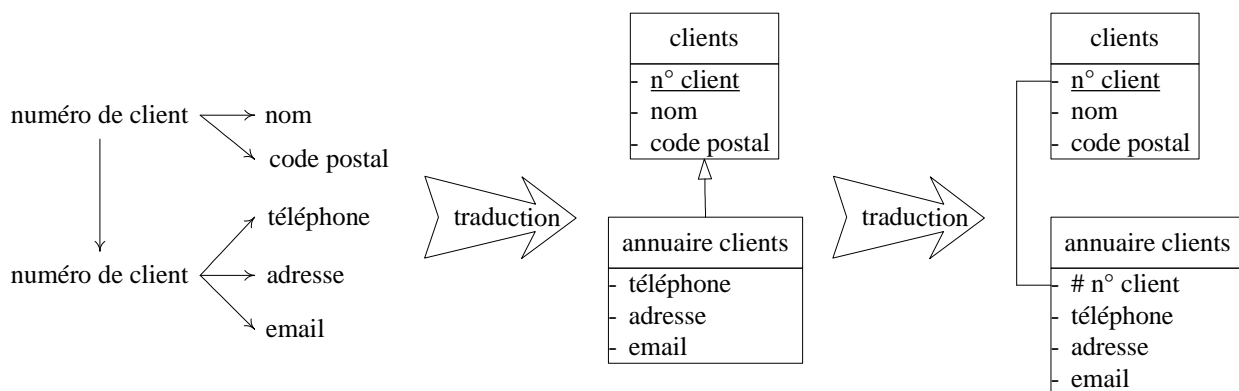 numéro de client
nom
code postal
téléphone
numéro de client
adresse
email
traduction
clients
- n° client
- nom
- code postal
annuaire clients
- téléphone
- adresse
- email
traduction
clients
- n° client
- nom
- code postal
annuaire clients
- # n° client
- téléphone
- adresse
- email